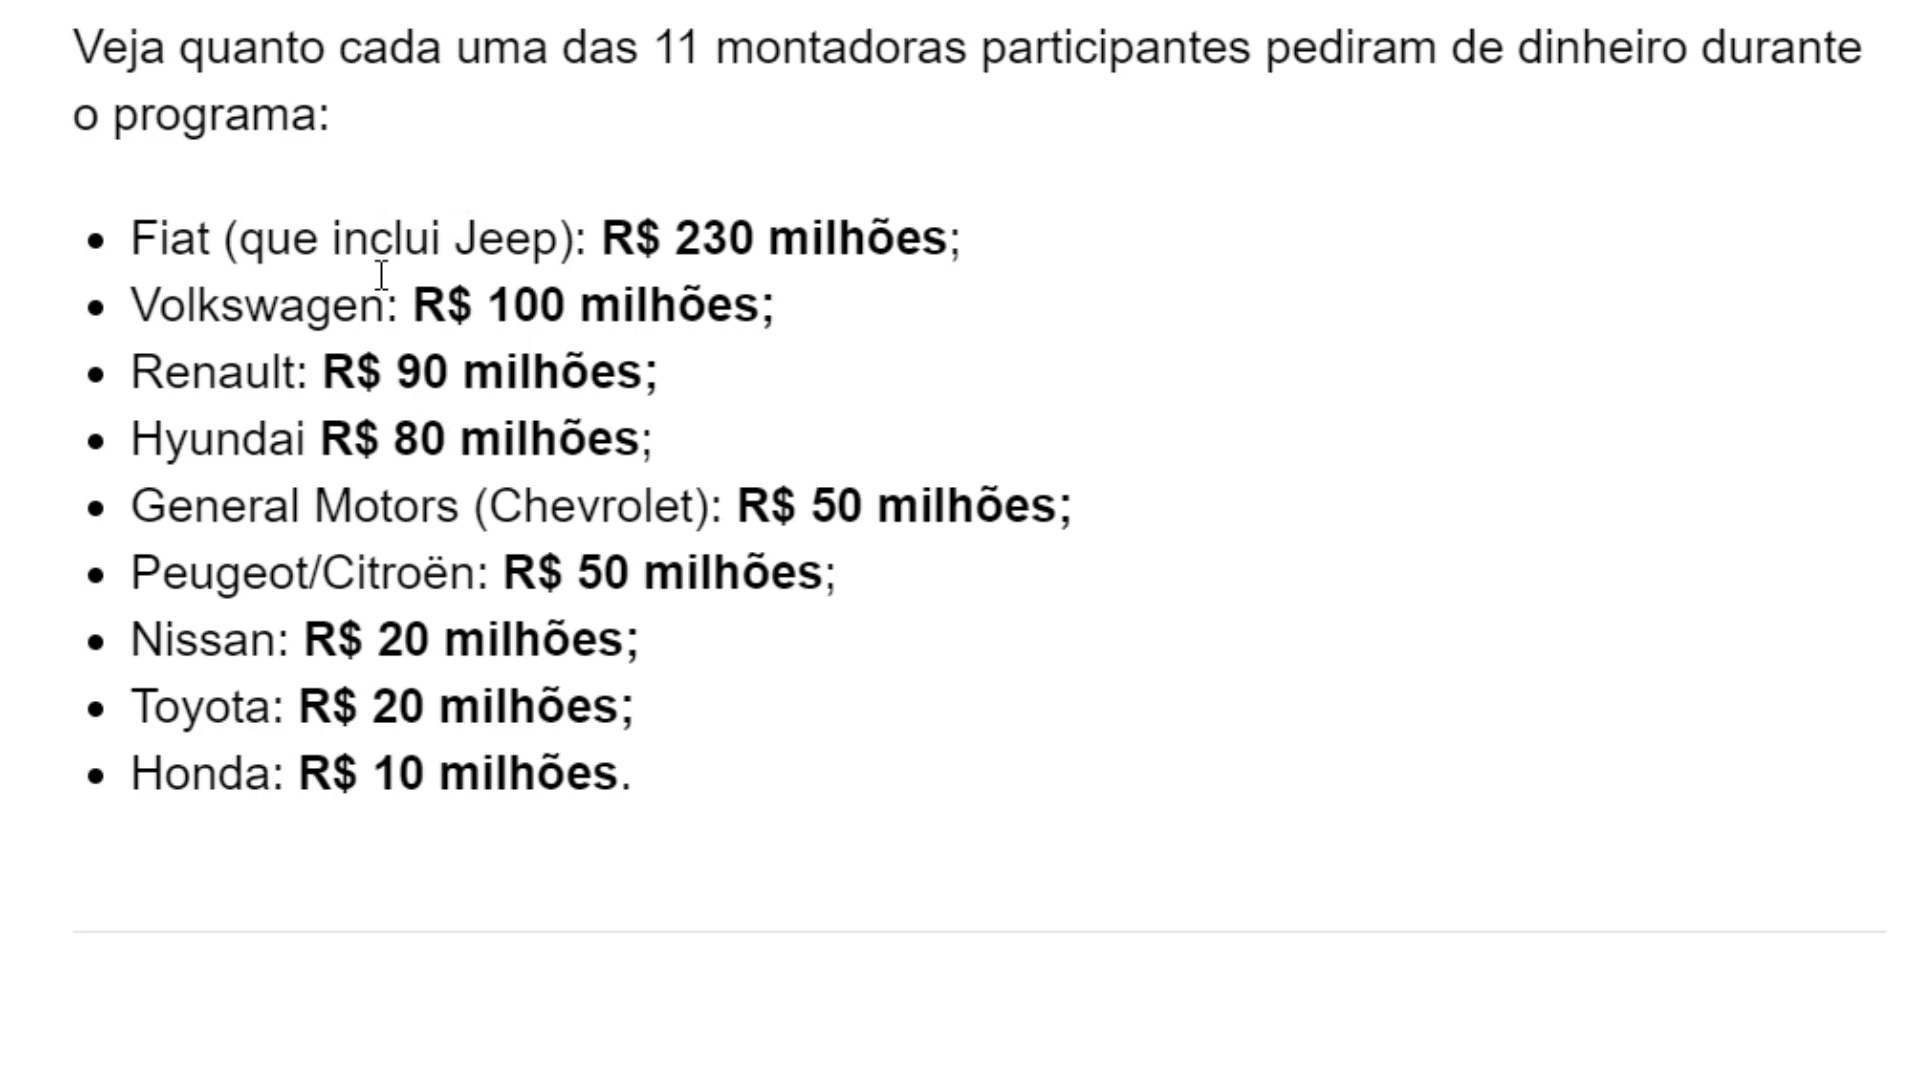 Veja quanto cada uma das 11 montadoras participantes pediram de dinheiro durante
o programa:
• Fiat (que inclui Jeep): R$ 230 milhões;
• Volkswagen: R$ 100 milhões;
• Renault: R$ 90 milhões;
• Hyundai R$ 80 milhões;
• General Motors (Chevrolet): R$ 50 milhões;
• Peugeot/Citroën: R$ 50 milhões;
• Nissan: R$ 20 milhões;
• Toyota: R$ 20 milhões;
• Honda: R$ 10 milhões.